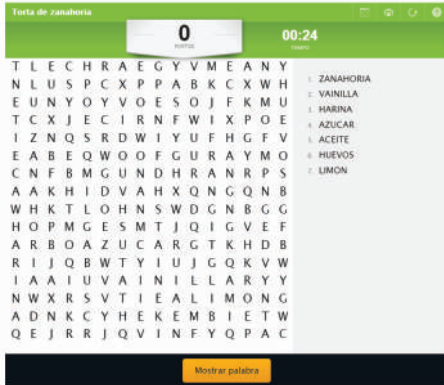 Torta de zanahoria
0
PUNTOS
00:24
TIEMPO
T L E C H R A E G Y V M E A N Y
N L U S P C X P P A B K C X W H
E U N Y O Y V O E S O J F K M U
T C X J E C I R N F W I X P O E
I Z N Q S R D W I Y U F H G F V
E A B E Q W O O F G U R A Y M O
C N F B M G U N D H R A N R P S
A A K H I D V A H X Q N G Q N B
W H K T L O H N S W D G N B G G
H O P M G E S M T J Q I G V E F
A R B O A Z U C A R G T K H D B
R I J Q B W T Y I U J G Q K V W
I A A I U V A I N I L L A R Y Y
N W X R S V T I E A L I M O N G
A D N K C Y H E K E M B I E T W
Q E J R R J Q V I N F Y Q P A C
1. ZANAHORIA
2. VAINILLA
3. HARINA
4. AZUCAR
5. ACEITE
6. HUEVOS
7. LIMON
Mostrar palabra